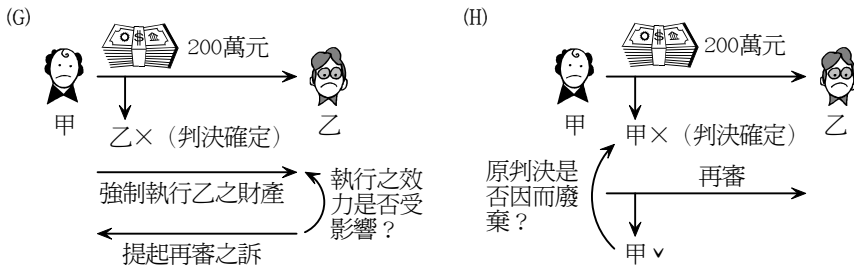 (G)
200萬元
甲
乙
乙×（判決確定）
強制執行乙之財產
執行之效
力是否受
影響？
提起再審之訴
(H)
200萬元
甲
乙
甲×（判決確定）
原判決是
否因而廢
棄？
再審
甲ˇ